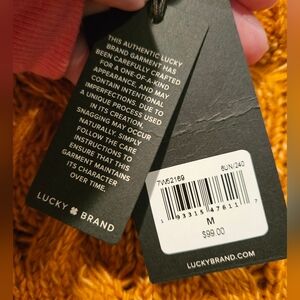 THIS AUTHENTIC LUCKY
BRAND GARMENT HAS
BEEN CAREFULLY CRAFTED
FOR A ONE-OF-A-KIND
APPEARANCE, AND MAY
CONTAIN INTENTIONAL
IMPERFECTIONS. DUE TO
A UNIQUE PROCESS USED
IN ITS CREATION,
SNAGGING MAY OCCUR
NATURALLY, SIMPLY
FOLLOW THE CARE
INSTRUCTIONS TO
ENSURE THAT THIS
GARMENT MAINTAINS
ITS CHARACTER
OVER TIME.
LUCKY BRAND
7W52169
M
$99.00
LUCKYBRAND.COM